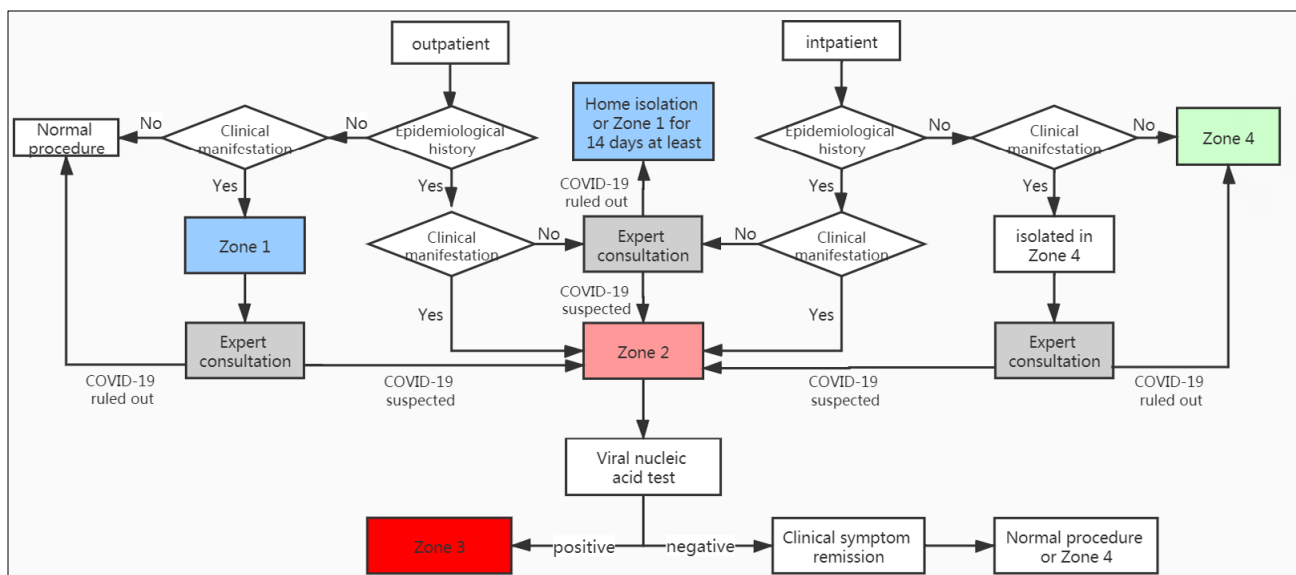 outpatient
intpatient
Home isolation
or Zone 1 for
14 days at least
Normal
procedure
No
Clinical
manifestation
No
Epidemiological
history
Epidemiological
history
No
Clinical
manifestation
No
Zone 4
Yes
Yes
COVID-19
ruled out
Yes
Yes
Zone 1
Clinical
manifestation
No
Expert
consultation
No
Clinical
manifestation
isolated in
Zone 4
Yes
COVID-19
suspected
Yes
Expert
consultation
Zone 2
Expert
consultation
COVID-19
ruled out
COVID-19
suspected
COVID-19
suspected
COVID-19
ruled out
Viral nucleic
acid test
Zone 3
positive
negative
Clinical symptom
remission
Normal procedure
or Zone 4